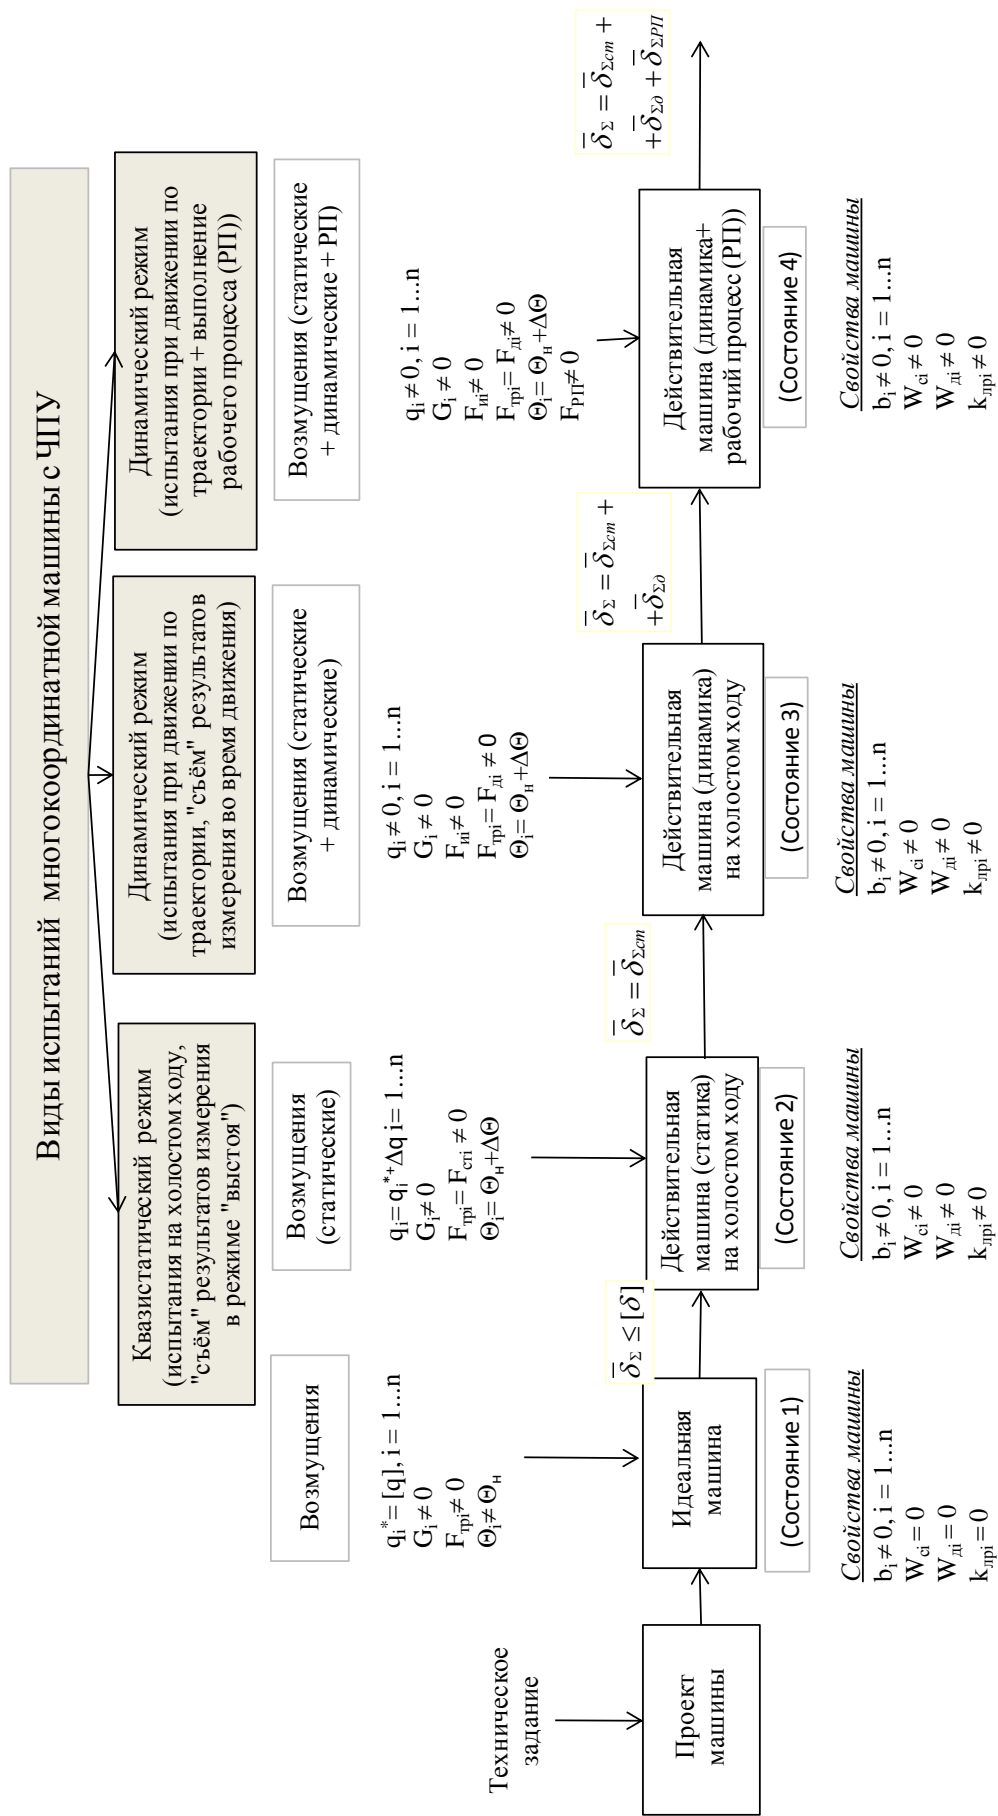 Виды испытаний многокоординатной машины с ЧПУ
Квазистатический режим
(испытания на холостом ходу,
"съём" результатов измерения
в режиме "выстоя")
Динамический режим
(испытания при движении по
траектории, "съём" результатов
измерения во время движения)
Динамический режим
(испытания при движении по
траектории + выполнение
рабочего процесса (РП))
Возмущения
Возмущения
(статические)
Возмущения (статические
+ динамические)
Возмущения (статические
+ динамические + РП)
q_i^* = [q], i = 1...n
G_i ≠ 0
F_трi ≠ 0
Θ_i ≠ Θ_н
q_i = q_i^*+Δq i= 1...n
G_i ≠ 0
F_трi = F_стi ≠ 0
Θ_i = Θ_н+ΔΘ
q_i ≠ 0, i = 1...n
G_i ≠ 0
F_иi ≠ 0
F_трi = F_дi ≠ 0
Θ_i = Θ_н+ΔΘ
q_i ≠ 0, i = 1...n
G_i ≠ 0
F_иi ≠ 0
F_трi = F_дi ≠ 0
Θ_i = Θ_н+ΔΘ
F_РП ≠ 0
Техническое
задание
Проект
машины
Идеальная
машина
(Состояние 1)
δ̅_Σ ≤ [δ]
Действительная
машина (статика)
на холостом ходу
(Состояние 2)
δ̅_Σ = δ̅_Σст
Действительная
машина (динамика)
на холостом ходу
(Состояние 3)
δ̅_Σ = δ̅_Σст +
+ δ̅_Σд
Действительная
машина (динамика+
рабочий процесс (РП))
(Состояние 4)
δ̅_Σ = δ̅_Σст +
+ δ̅_Σд + δ̅_ΣРП
Свойства машины
b_i ≠ 0, i = 1...n
W_сi = 0
W_дi = 0
k_лрi = 0
Свойства машины
b_i ≠ 0, i = 1...n
W_сi ≠ 0
W_дi ≠ 0
k_лрi ≠ 0
Свойства машины
b_i ≠ 0, i = 1...n
W_сi ≠ 0
W_дi ≠ 0
k_лрi ≠ 0
Свойства машины
b_i ≠ 0, i = 1...n
W_сi ≠ 0
W_дi ≠ 0
k_лрi ≠ 0